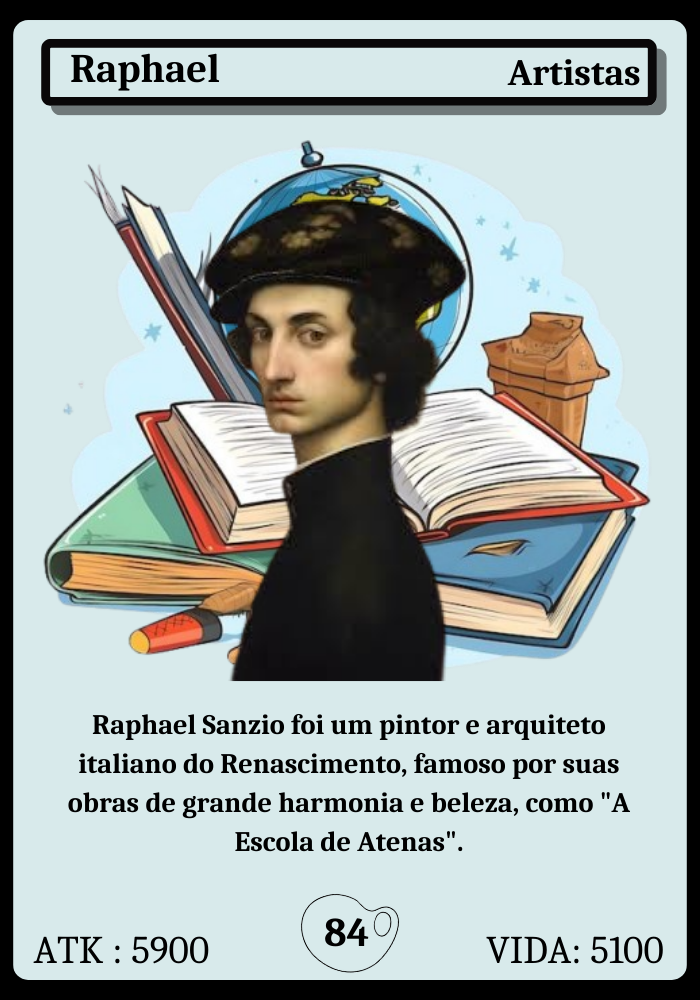 Raphael
Artistas
Raphael Sanzio foi um pintor e arquiteto
italiano do Renascimento, famoso por suas
obras de grande harmonia e beleza, como "A
Escola de Atenas".
84
ATK : 5900
VIDA: 5100